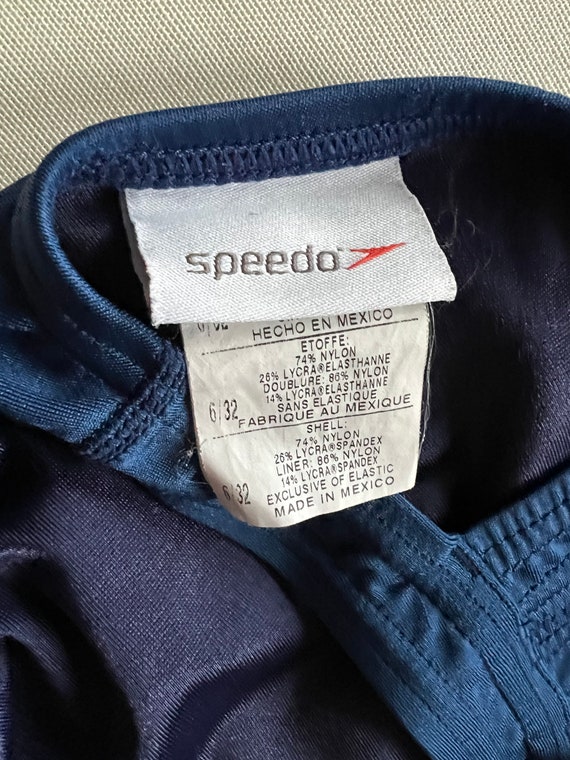 speedo
6/32
HECHO EN MEXICO
ETOFFE:
74% NYLON
26% LYCRA®ELASTHANNE
DOUBLURE: 86% NYLON
14% LYCRA®ELASTHANNE
SANS ELASTIQUE
6/32 FABRIQUE AU MEXIQUE
SHELL:
74% NYLON
26% LYCRA®SPANDEX
LINER: 86% NYLON
14% LYCRA®SPANDEX
EXCLUSIVE OF ELASTIC
6/32 MADE IN MEXICO